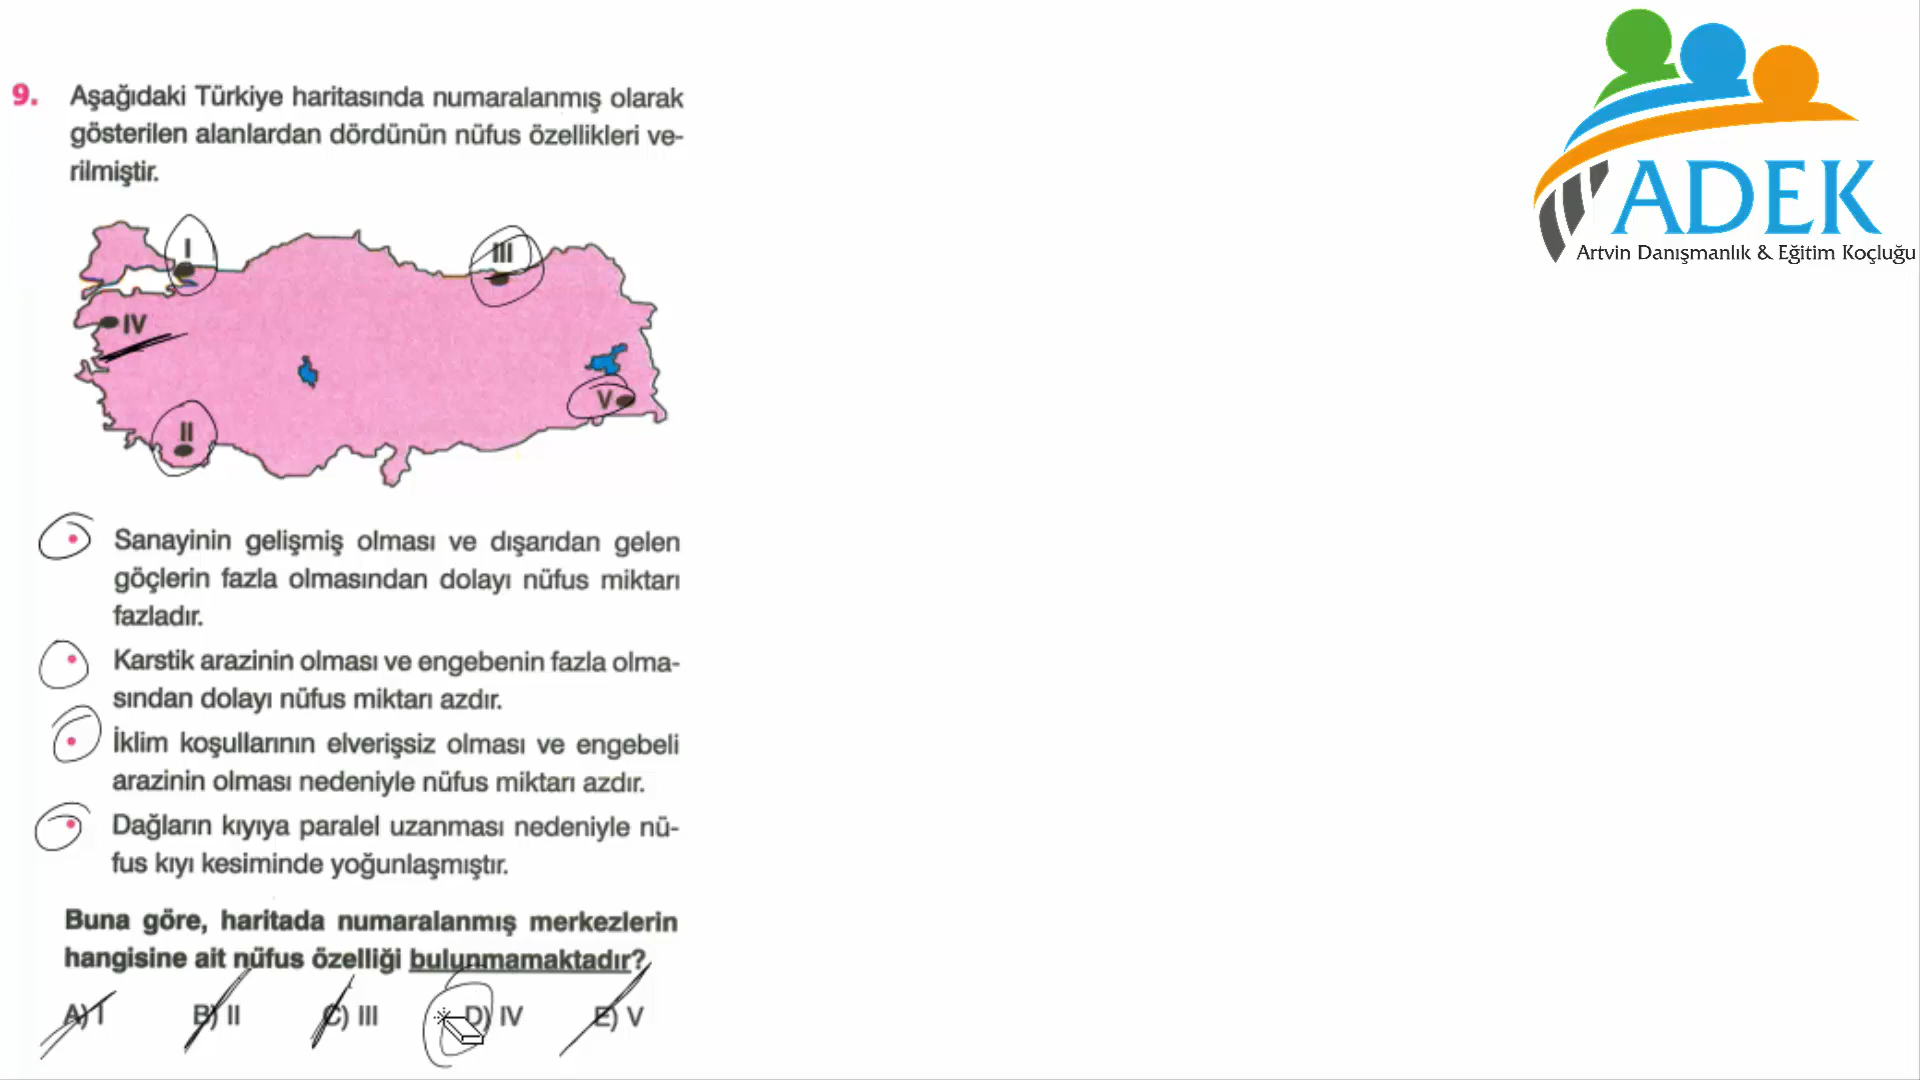 9. Aşağıdaki Türkiye haritasında numaralanmış olarak
gösterilen alanlardan dördünün nüfus özellikleri ve-
rilmiştir.
I
III
IV
V
II
• Sanayinin gelişmiş olması ve dışarıdan gelen
göçlerin fazla olmasından dolayı nüfus miktarı
fazladır.
• Karstik arazinin olması ve engebenin fazla olma-
sından dolayı nüfus miktarı azdır.
• İklim koşullarının elverişsiz olması ve engebeli
arazinin olması nedeniyle nüfus miktarı azdır.
• Dağların kıyıya paralel uzanması nedeniyle nü-
fus kıyı kesiminde yoğunlaşmıştır.
Buna göre, haritada numaralanmış merkezlerin
hangisine ait nüfus özelliği bulunmamaktadır?
A) I B) II C) III D) IV E) V
ADEK
Artvin Danışmanlık & Eğitim Koçluğu